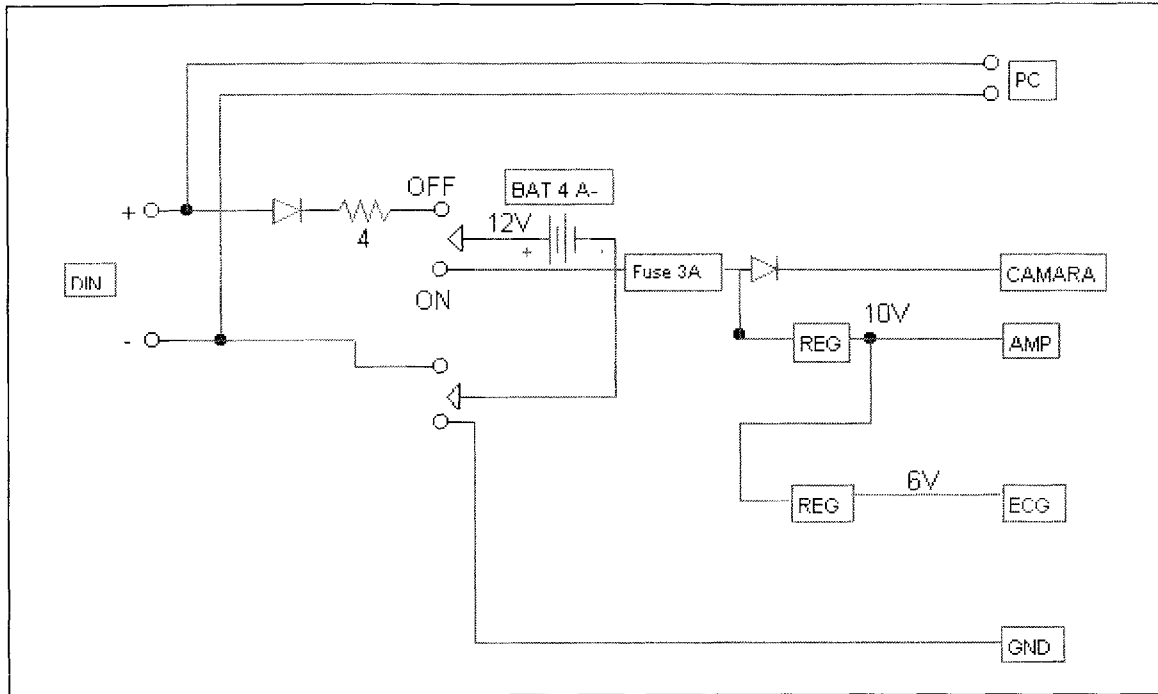 PC
OFF
BAT 4 A-
+
12V
4
+
-
DIN
ON
Fuse 3A
CAMARA
10V
-
REG
AMP
6V
REG
ECG
GND